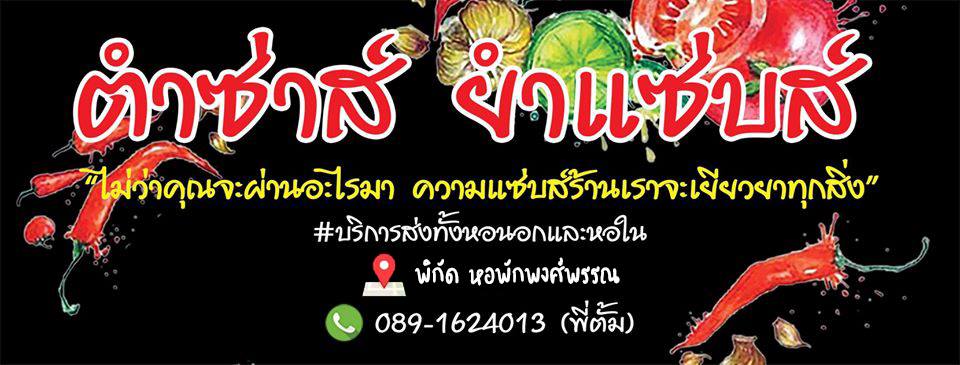 ตำซ่าส์ ยำแซ่บส์
“ไม่ว่าคุณจะผ่านอะไรมา ความแซ่บส์ร้านเราจะเยียวยาทุกสิ่ง”
#บริการส่งทั้งหอนอกและหอใน
พิกัด หอพักพงศ์พรรณ
089-1624013 (พี่ตั้ม)